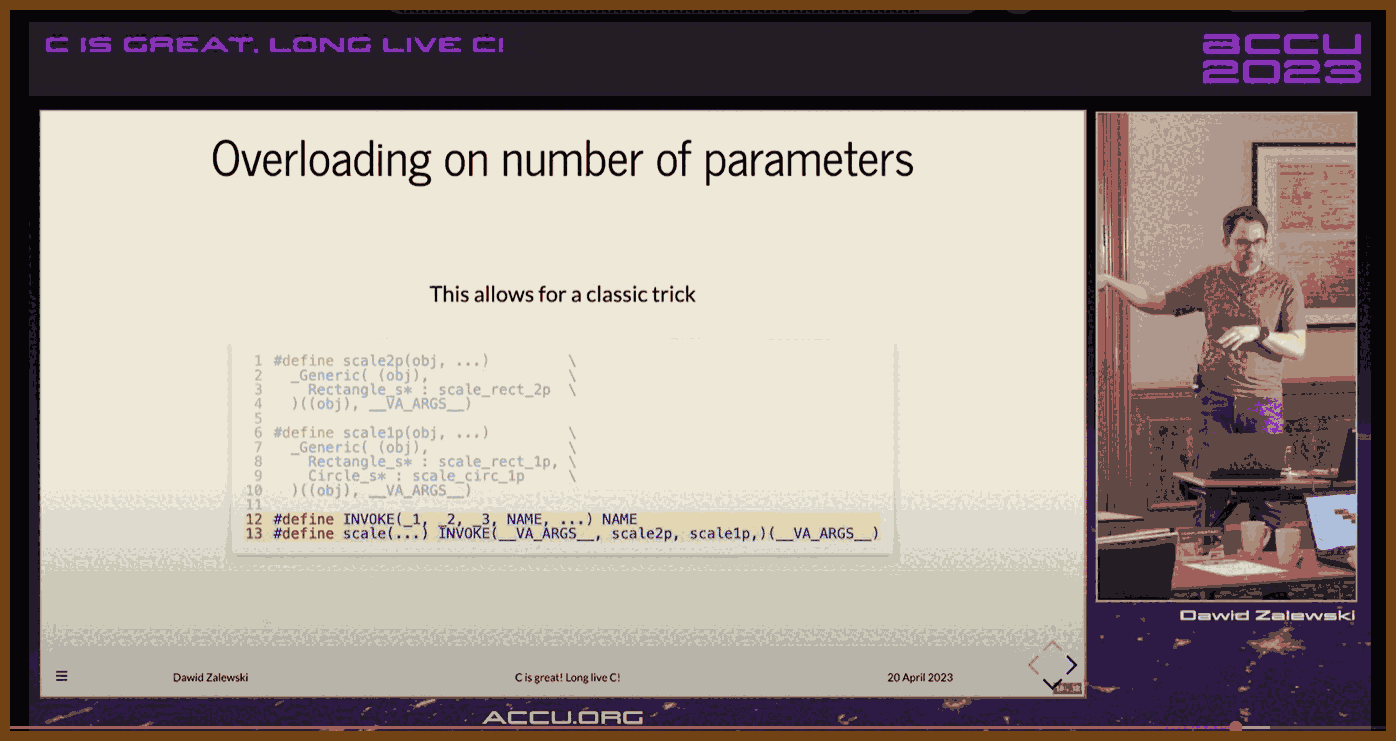 C IS GREAT, LONG LIVE C!
ACCU
2023
Overloading on number of parameters
This allows for a classic trick
1 #define scale2p(obj, ...) \
2 _Generic( (obj), \
3 Rectangle_s* : scale_rect_2p \
4 )((obj), __VA_ARGS__)
5
6 #define scale1p(obj, ...) \
7 _Generic( (obj), \
8 Rectangle_s* : scale_rect_1p, \
9 Circle_s* : scale_circ_1p \
10 )((obj), __VA_ARGS__)
11
12 #define INVOKE(_1, _2, _3, NAME, ...) NAME
13 #define scale(...) INVOKE(__VA_ARGS__, scale2p, scale1p,)(__VA_ARGS__)
Dawid Zalewski
Dawid Zalewski
C is great! Long live C!
20 April 2023
ACCU.ORG